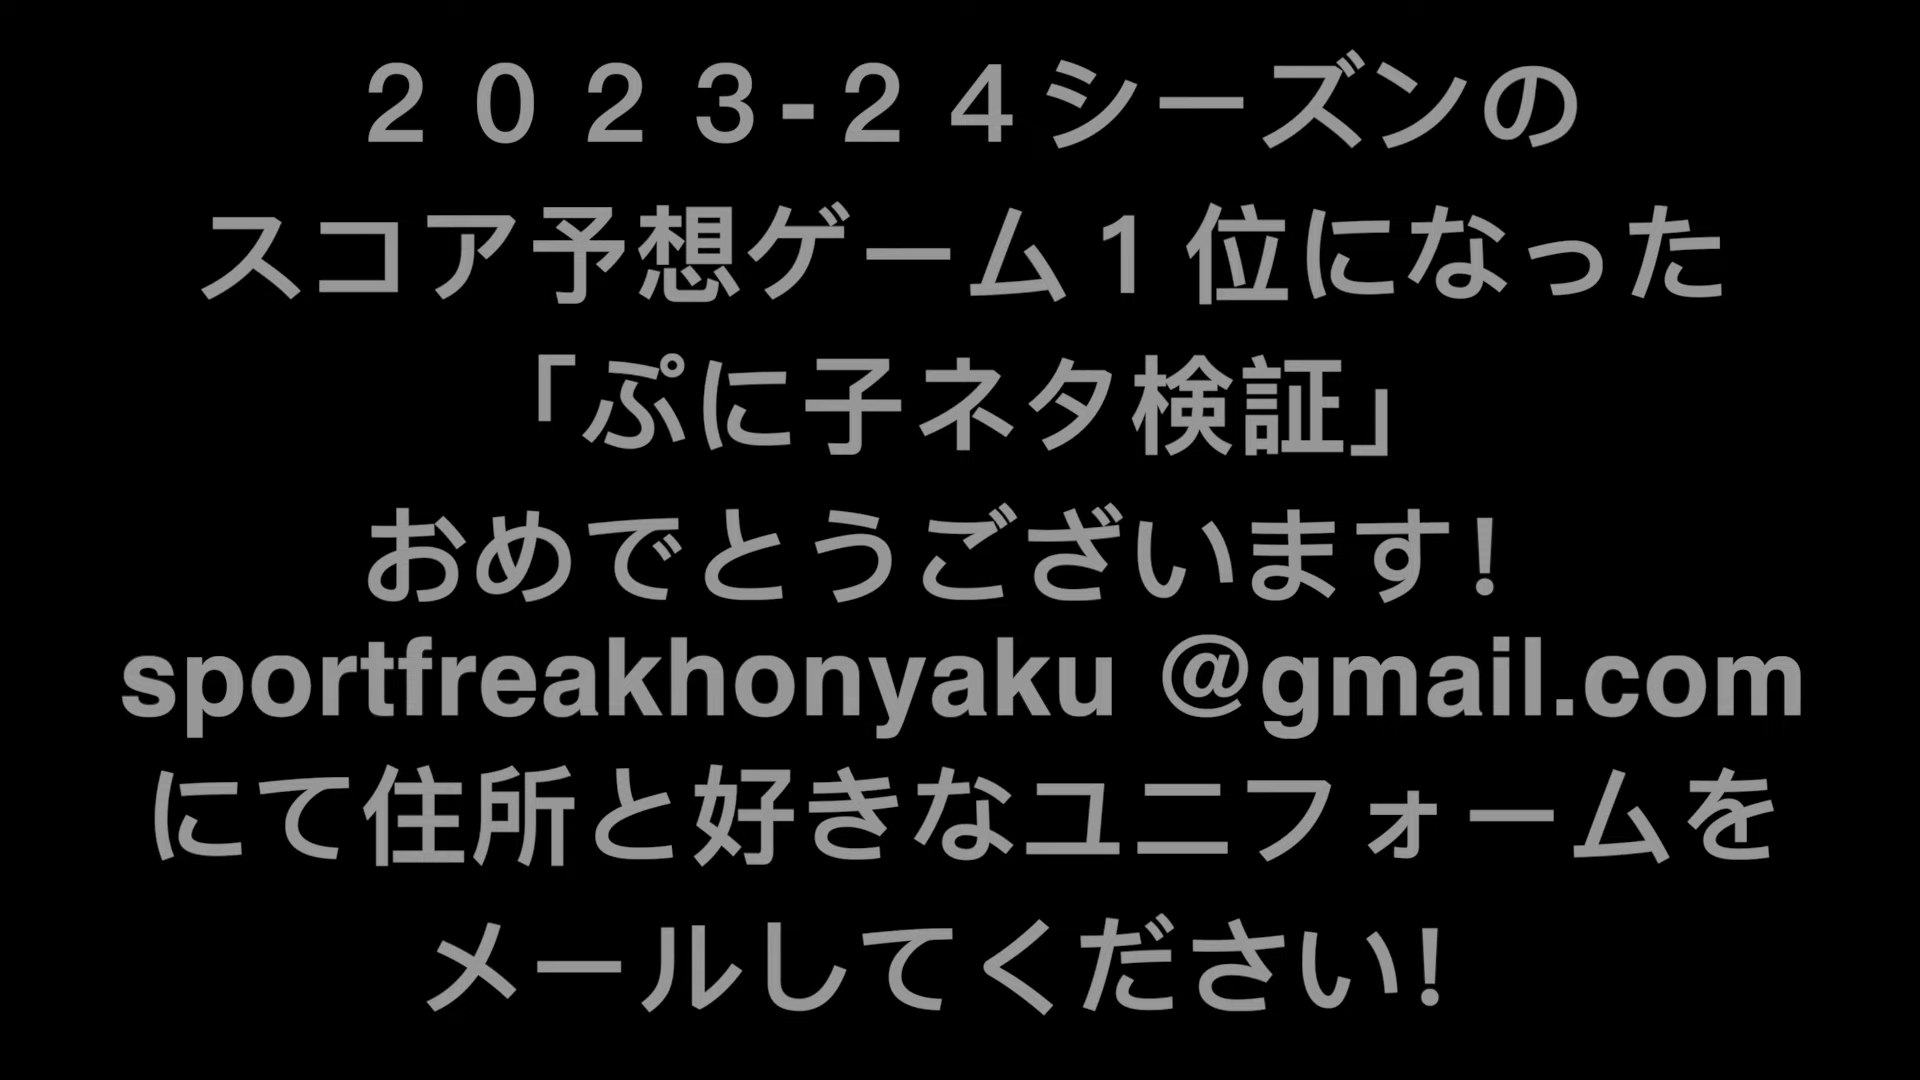 ２０２３-２４シーズンの
スコア予想ゲーム１位になった
「ぷに子ネタ検証」
おめでとうございます！
sportfreakhonyaku @gmail.com
にて住所と好きなユニフォームを
メールしてください！